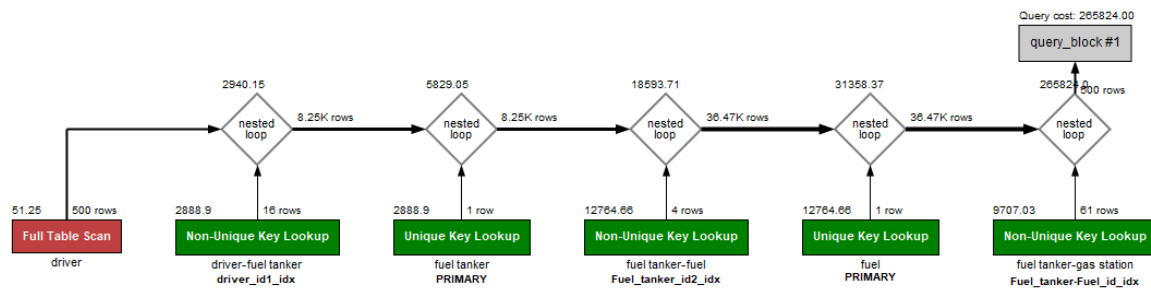 Query cost: 265824.00
query_block #1
2940.15
5829.05
18593.71
31358.37
265824.0
500 rows
nested
loop
8.25K rows
nested
loop
8.25K rows
nested
loop
36.47K rows
nested
loop
36.47K rows
nested
loop
51.25
500 rows
2888.9
16 rows
2888.9
1 row
12764.66
4 rows
12764.66
1 row
9707.03
61 rows
Full Table Scan
Non-Unique Key Lookup
Unique Key Lookup
Non-Unique Key Lookup
Unique Key Lookup
Non-Unique Key Lookup
driver
driver-fuel tanker
driver_id1_idx
fuel tanker
PRIMARY
fuel tanker-fuel
Fuel_tanker_id2_idx
fuel
PRIMARY
fuel tanker-gas station
Fuel_tanker-Fuel_id_idx